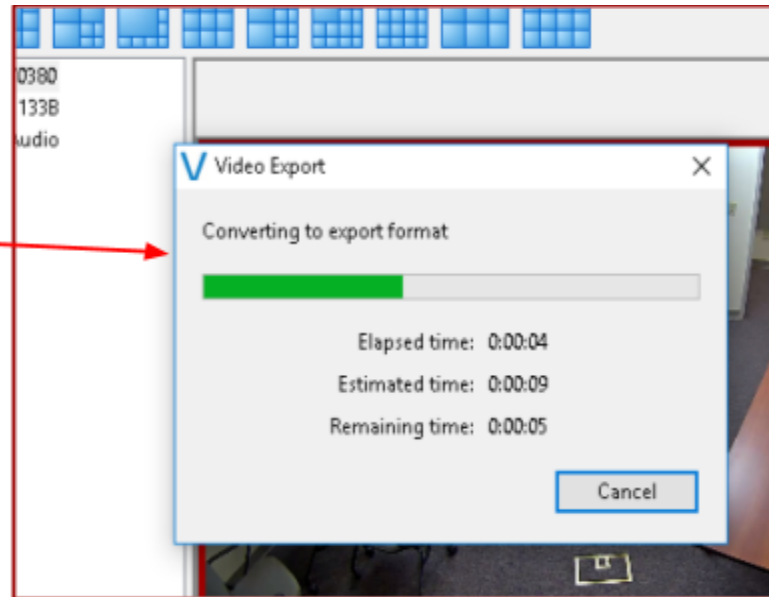 0380
133B
Audio
Video Export
Converting to export format
Elapsed time: 0:00:04
Estimated time: 0:00:09
Remaining time: 0:00:05
Cancel